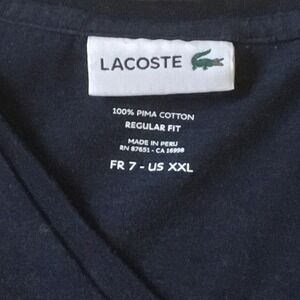 LACOSTE
100% PIMA COTTON
REGULAR FIT
MADE IN PERU
RN 87651 - CA 16998
FR 7 - US XXL